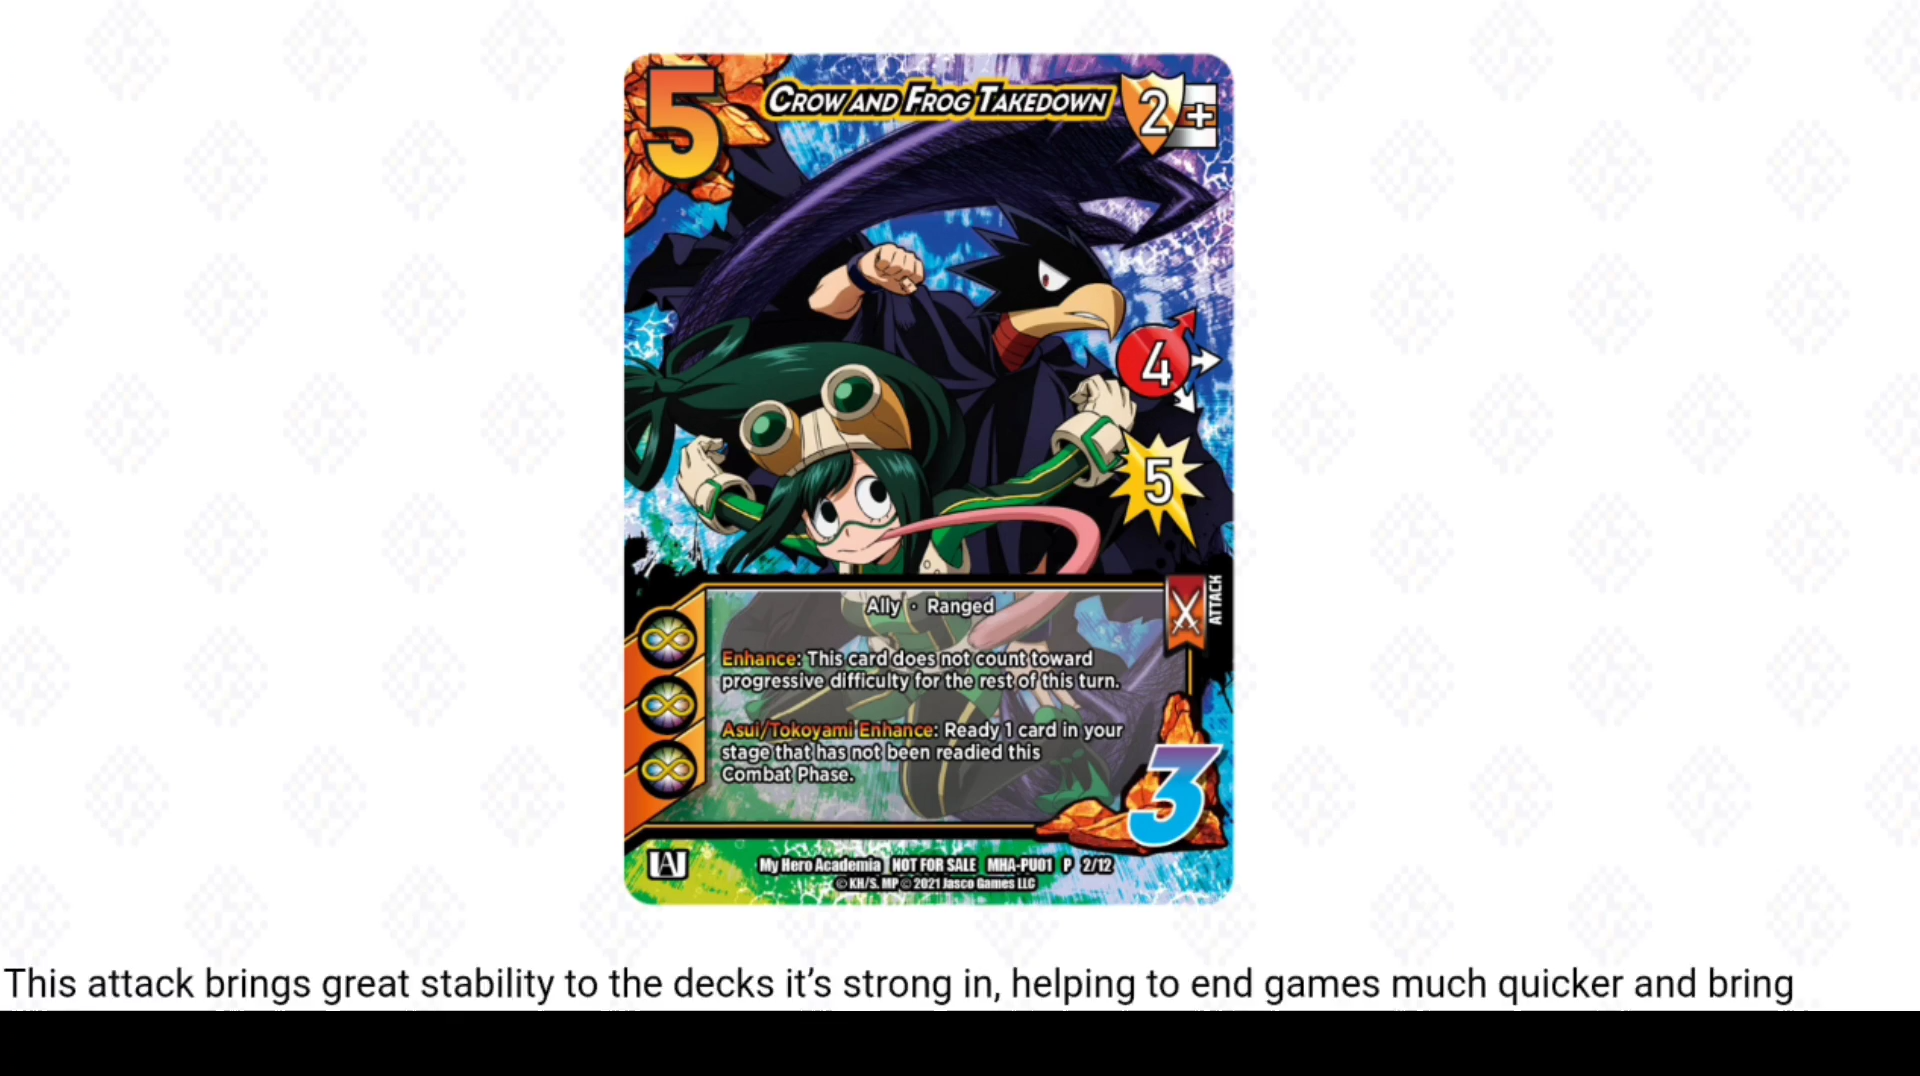 5
CROW AND FROG TAKEDOWN
2 +
4
5
ATTACK
Ally • Ranged
Enhance: This card does not count toward
progressive difficulty for the rest of this turn.
Asui/Tokoyami Enhance: Ready 1 card in your
stage that has not been readied this
Combat Phase.
3
UA
My Hero Academia NOT FOR SALE MHA-PU01 P 2/12
© KH/S. MP © 2021 Jasco Games LLC
This attack brings great stability to the decks it’s strong in, helping to end games much quicker and bring